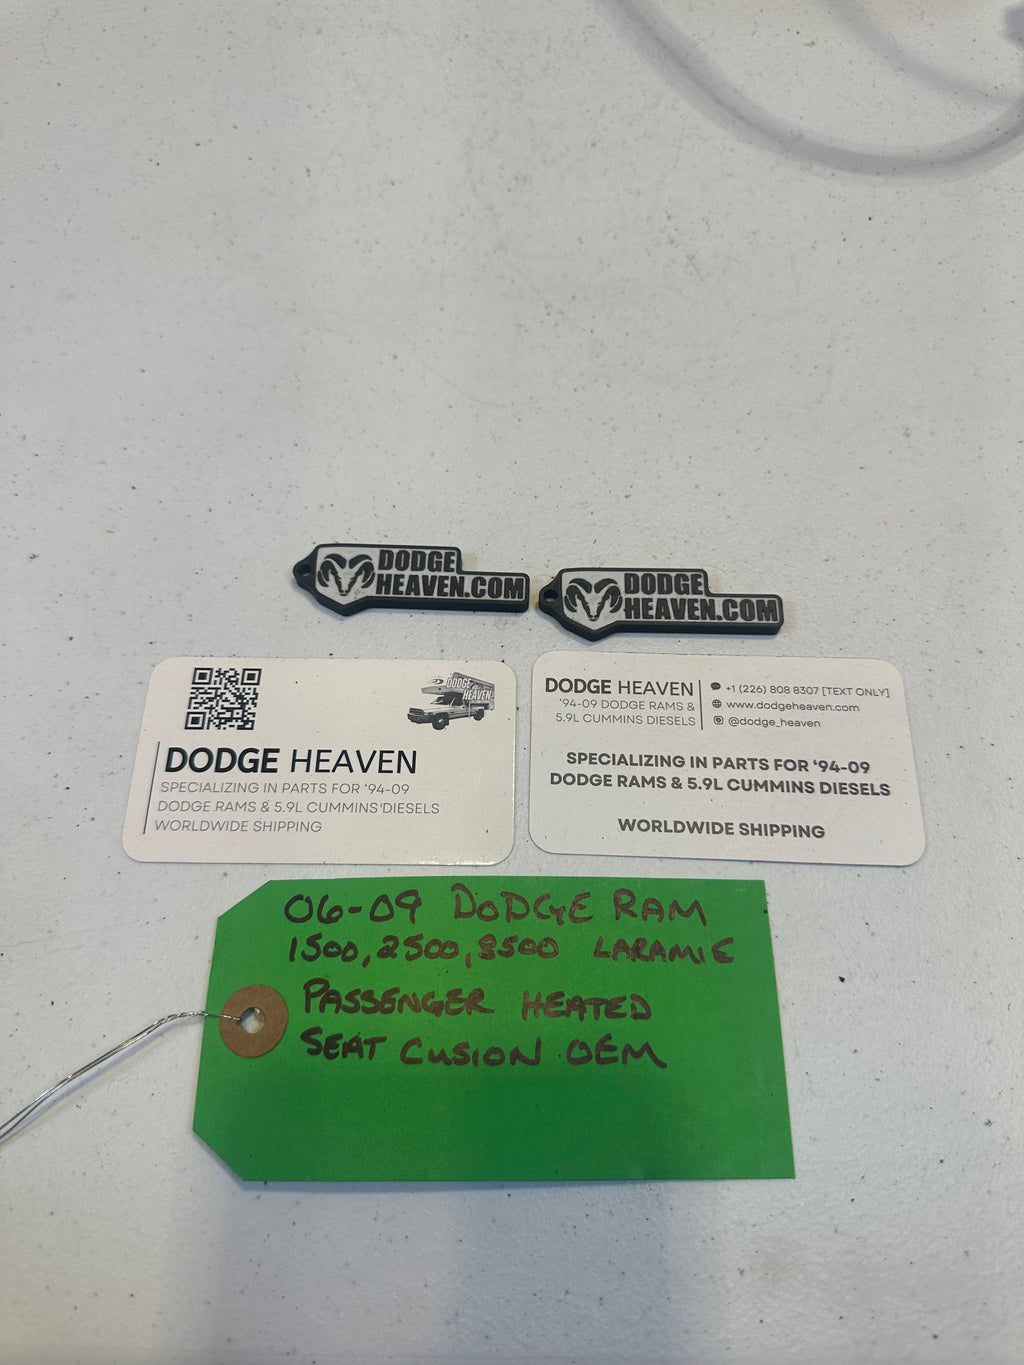 DODGE
HEAVEN.COM
DODGE
HEAVEN.COM
DODGE
HEAVEN
DODGE HEAVEN
SPECIALIZING IN PARTS FOR '94-09
DODGE RAMS & 5.9L CUMMINS DIESELS
WORLDWIDE SHIPPING
DODGE HEAVEN
'94-09 DODGE RAMS &
5.9L CUMMINS DIESELS
+1 (226) 808 8307 [TEXT ONLY]
www.dodgeheaven.com
@dodge_heaven
SPECIALIZING IN PARTS FOR '94-09
DODGE RAMS & 5.9L CUMMINS DIESELS
WORLDWIDE SHIPPING
06-09 DODGE RAM
1500, 2500, 3500 LARAMIE
PASSENGER HEATED
SEAT CUSION OEM